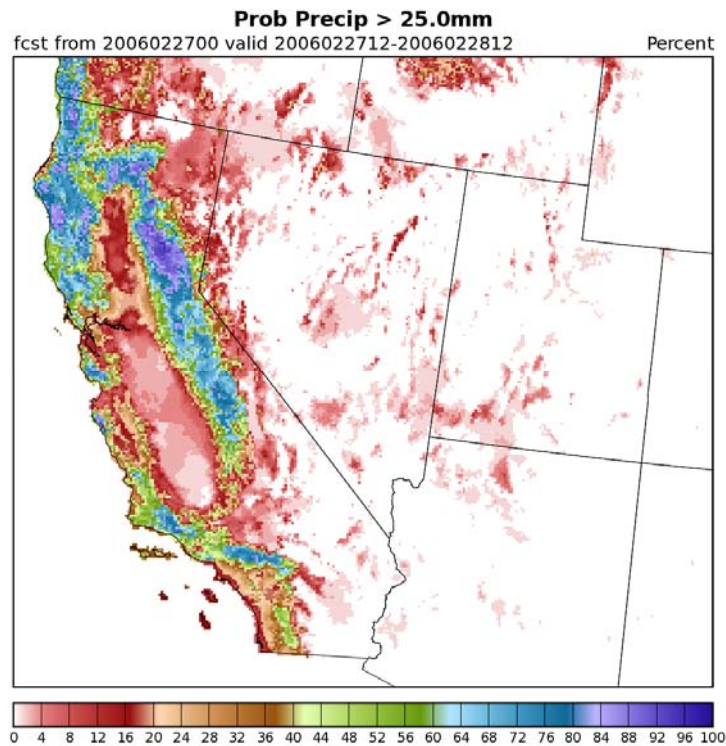 Prob Precip > 25.0mm
fcst from 2006022700 valid 2006022712-2006022812 Percent
0 4 8 12 16 20 24 28 32 36 40 44 48 52 56 60 64 68 72 76 80 84 88 92 96 100